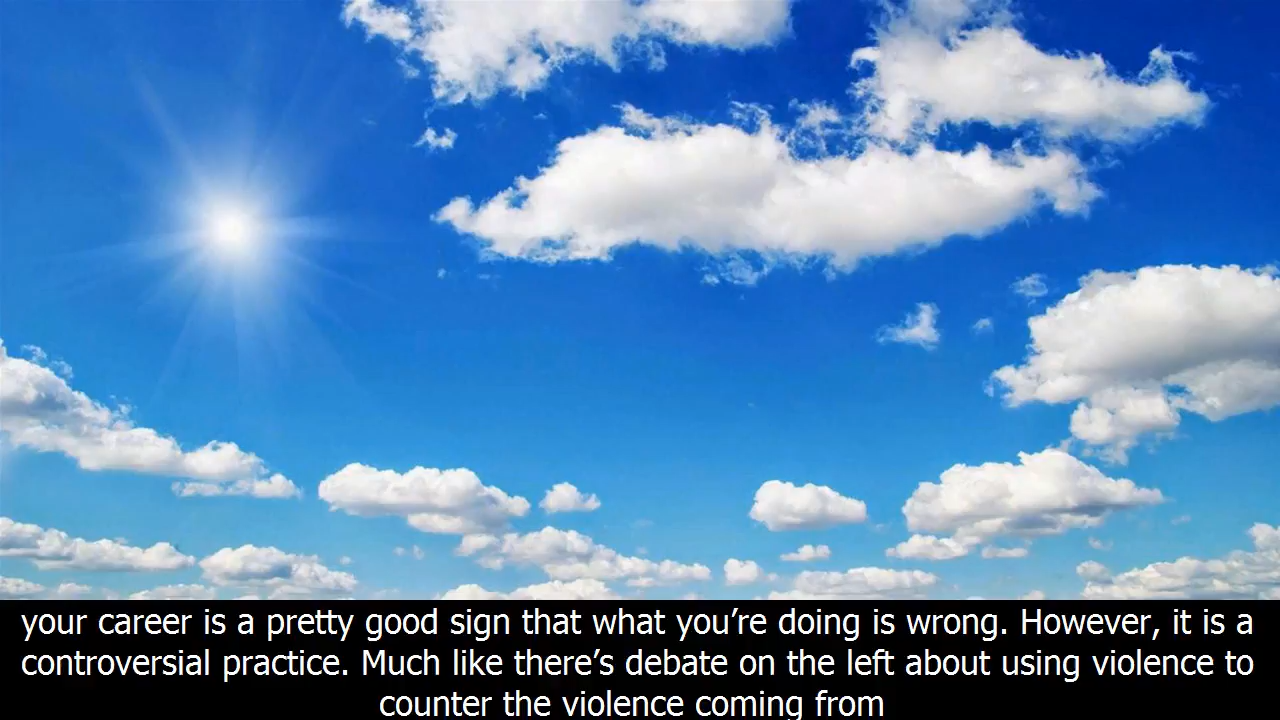 your career is a pretty good sign that what you’re doing is wrong. However, it is a
controversial practice. Much like there’s debate on the left about using violence to
counter the violence coming from